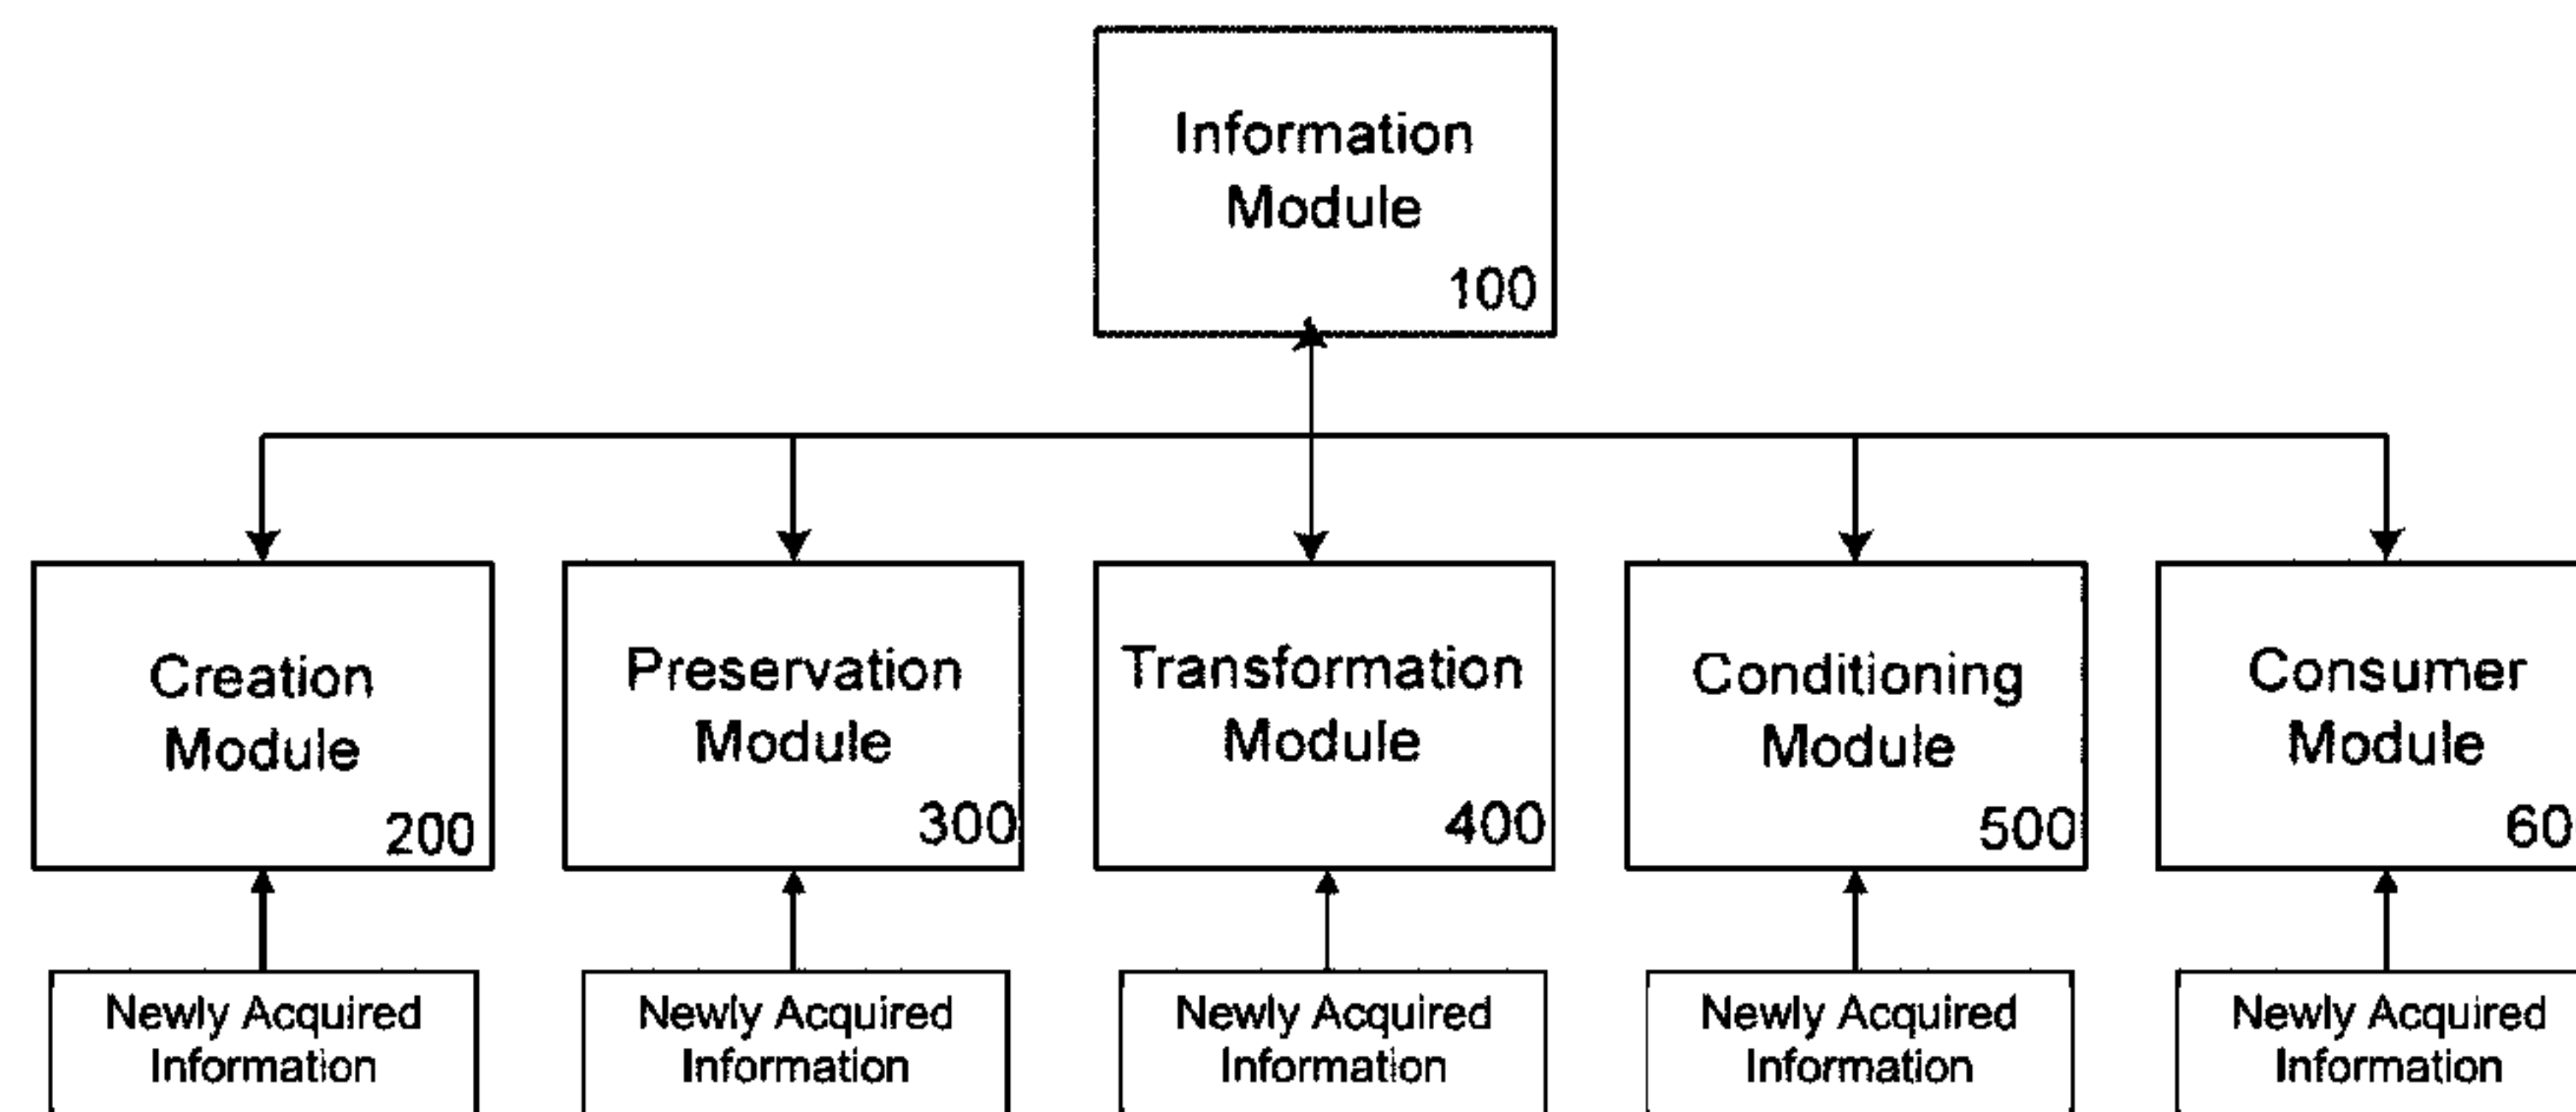 Information
Module
100
Creation
Module
200
Preservation
Module
300
Transformation
Module
400
Conditioning
Module
500
Consumer
Module
60
Newly Acquired
Information
Newly Acquired
Information
Newly Acquired
Information
Newly Acquired
Information
Newly Acquired
Information